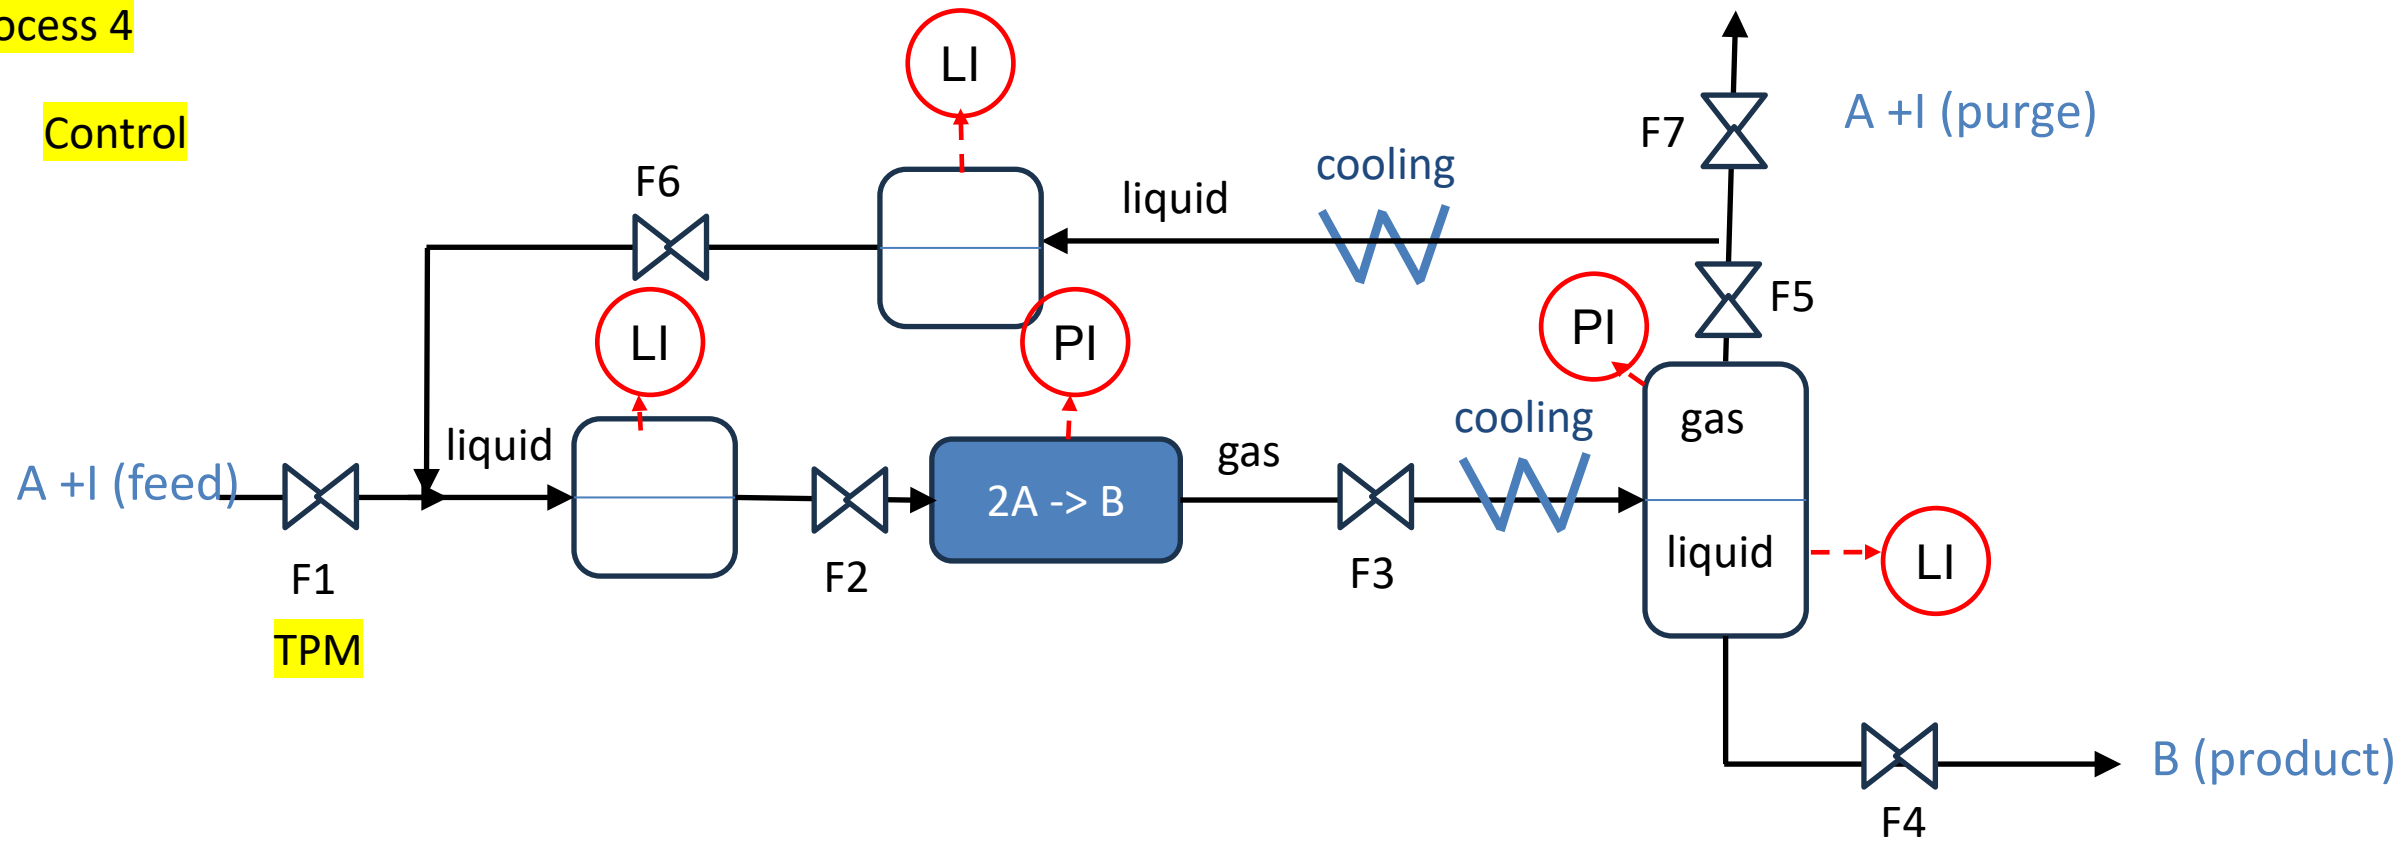 ocess 4
Control
LI
F7
A +I (purge)
cooling
F6
liquid
F5
PI
LI
PI
gas
cooling
liquid
gas
A +I (feed)
2A -> B
liquid
LI
F1
F2
F3
TPM
B (product)
F4